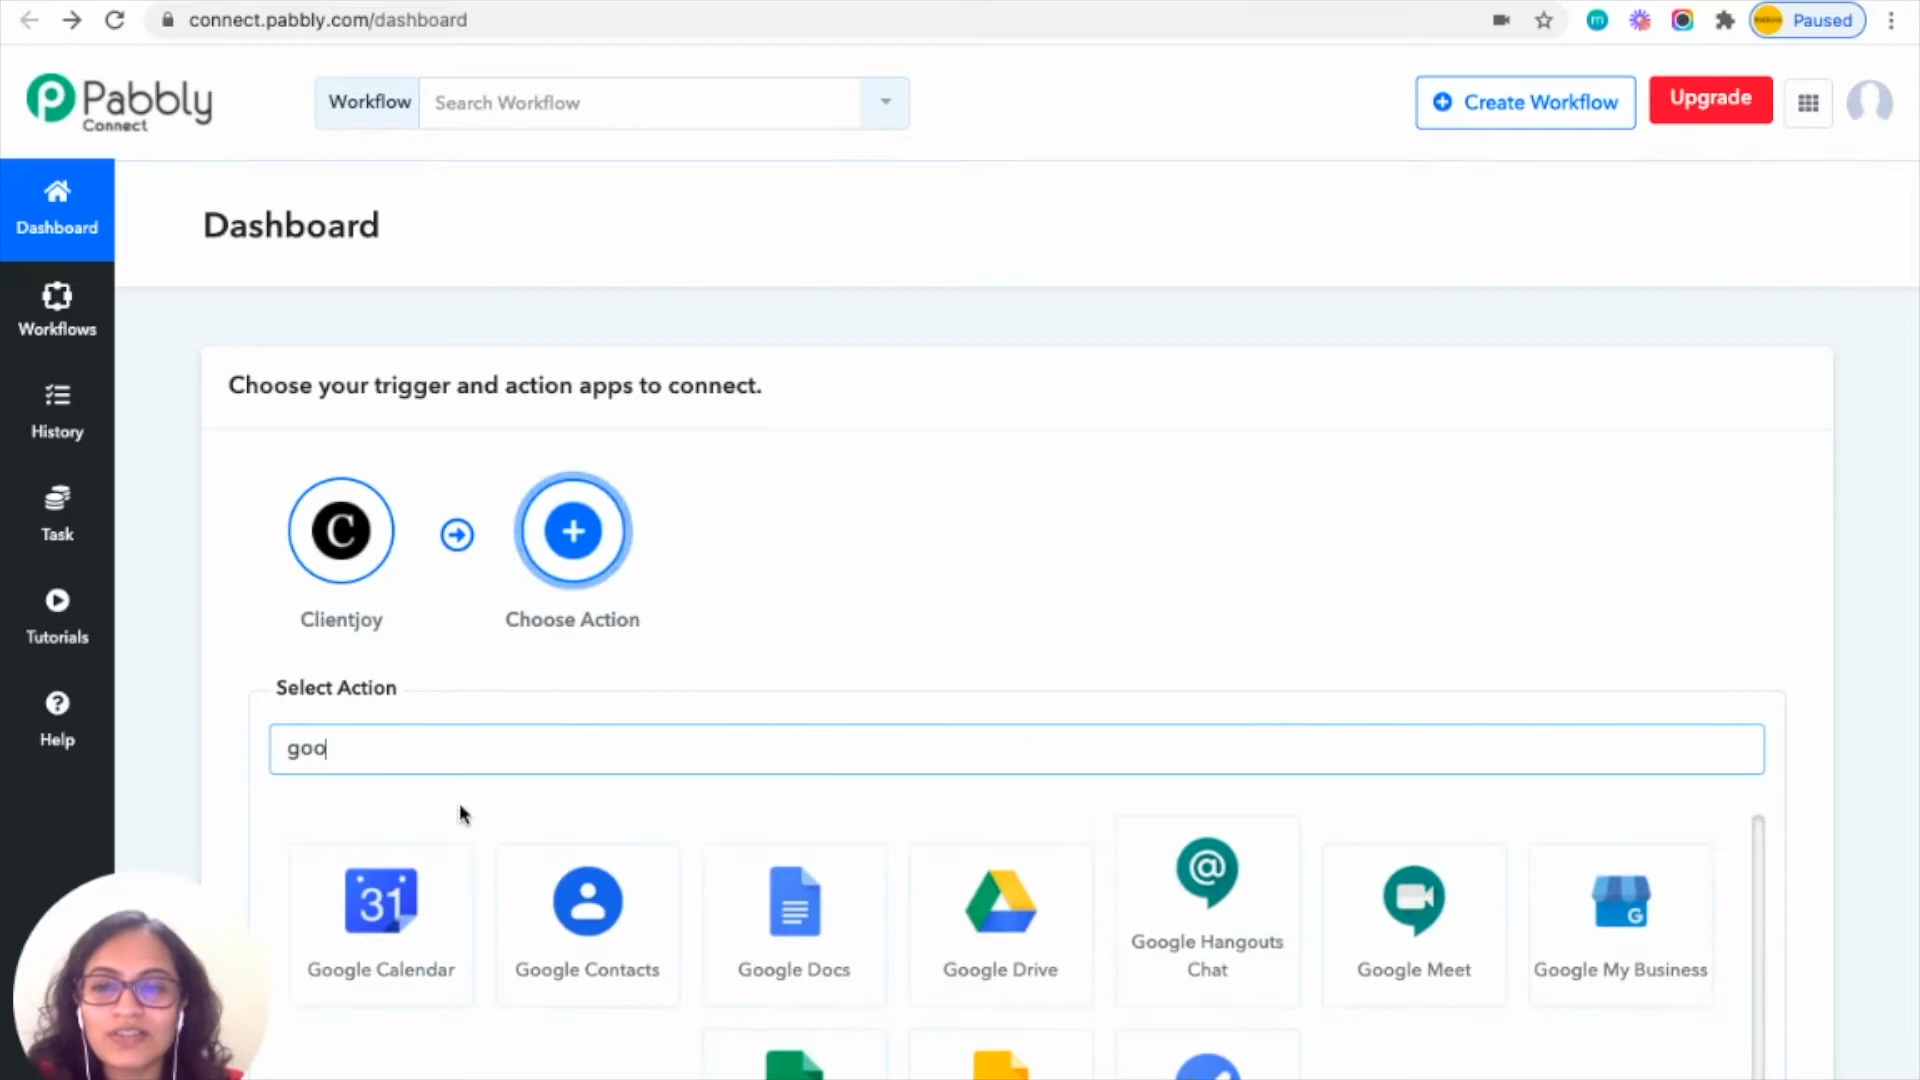 connect.pabbly.com/dashboard
Paused
Pabbly
Connect
Workflow
Search Workflow
Create Workflow
Upgrade
Dashboard
Workflows
History
Task
Tutorials
Help
Dashboard
Choose your trigger and action apps to connect.
C
Clientjoy
Choose Action
Select Action
goo
31
Google Calendar
Google Contacts
Google Docs
Google Drive
Google Hangouts
Chat
Google Meet
G
Google My Business